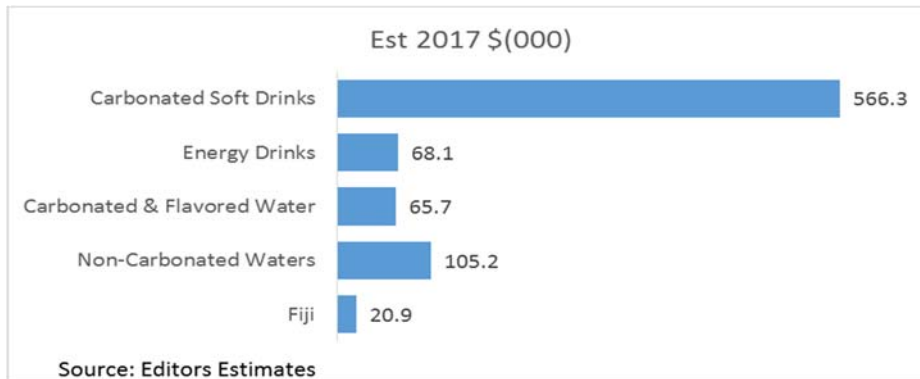 Est 2017 $(000)
Carbonated Soft Drinks 566.3
Energy Drinks 68.1
Carbonated & Flavored Water 65.7
Non-Carbonated Waters 105.2
Fiji 20.9
Source: Editors Estimates